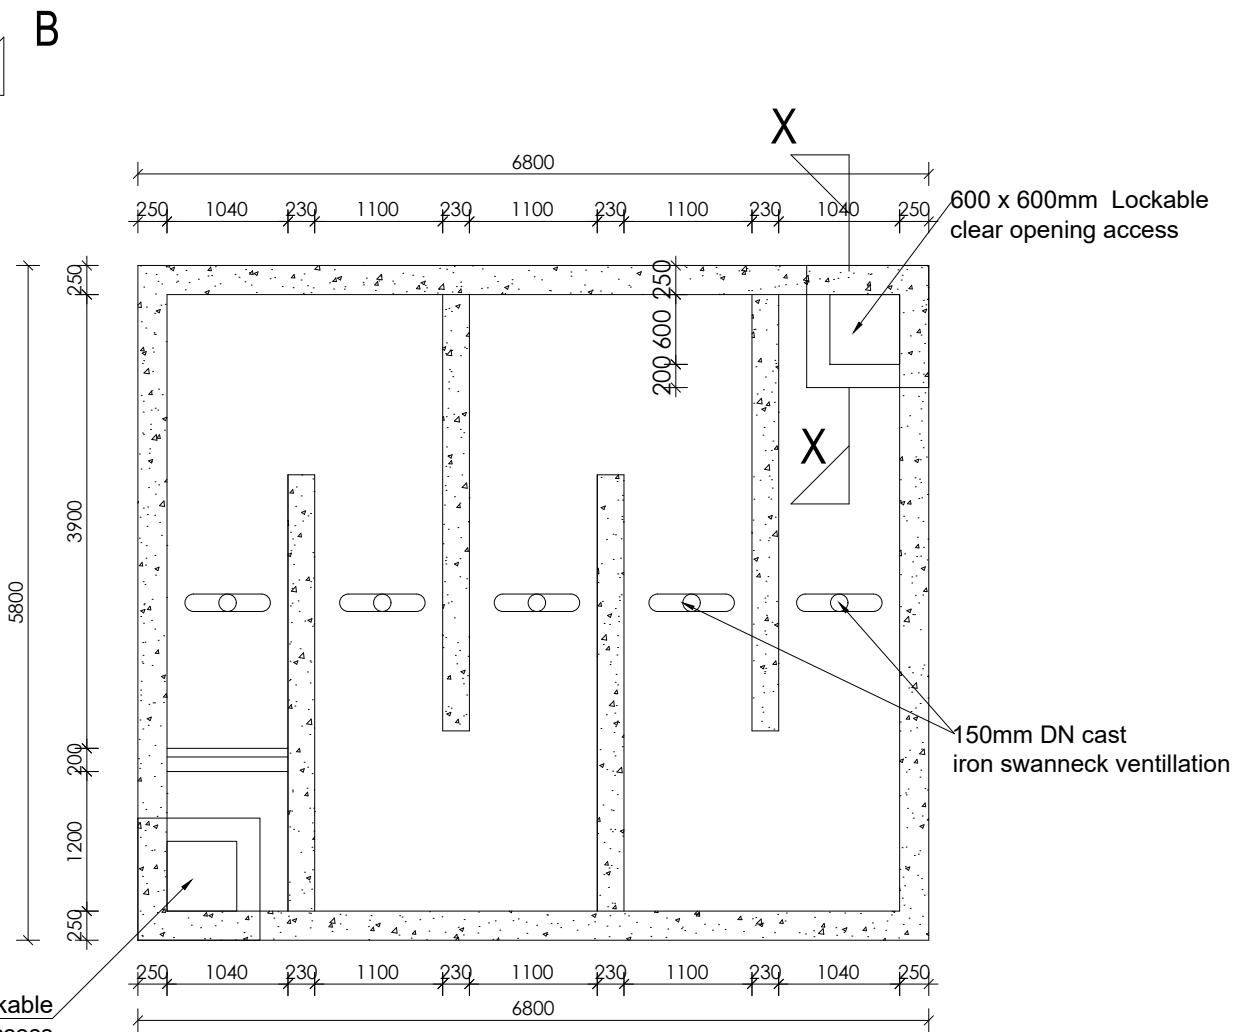 B
X
6800
250 1040 230 1100 230 1100 230 1100 230 1040 250
600 x 600mm Lockable
clear opening access
250
250
600
200
X
3900
5800
150mm DN cast
iron swanneck ventillation
200
1200
250
250 1040 230 1100 230 1100 230 1100 230 1040 250
6800